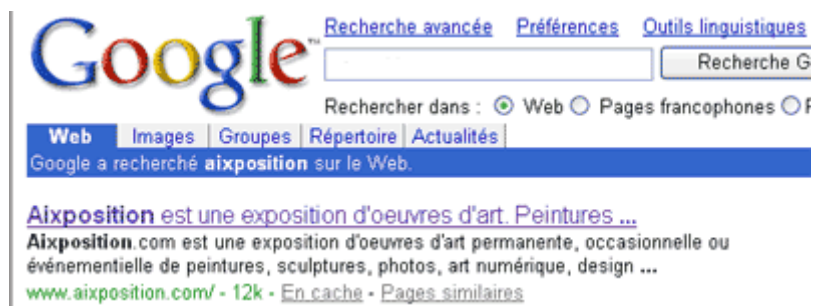 Google™
Recherche avancée Préférences Outils linguistiques
Recherche G
Rechercher dans : Web Pages francophones
Web Images Groupes Répertoire Actualités
Google a recherché aixposition sur le Web.
Aixposition est une exposition d'oeuvres d'art. Peintures ...
Aixposition.com est une exposition d'oeuvres d'art permanente, occasionnelle ou
événementielle de peintures, sculptures, photos, art numérique, design ...
www.aixposition.com/ - 12k - En cache - Pages similaires